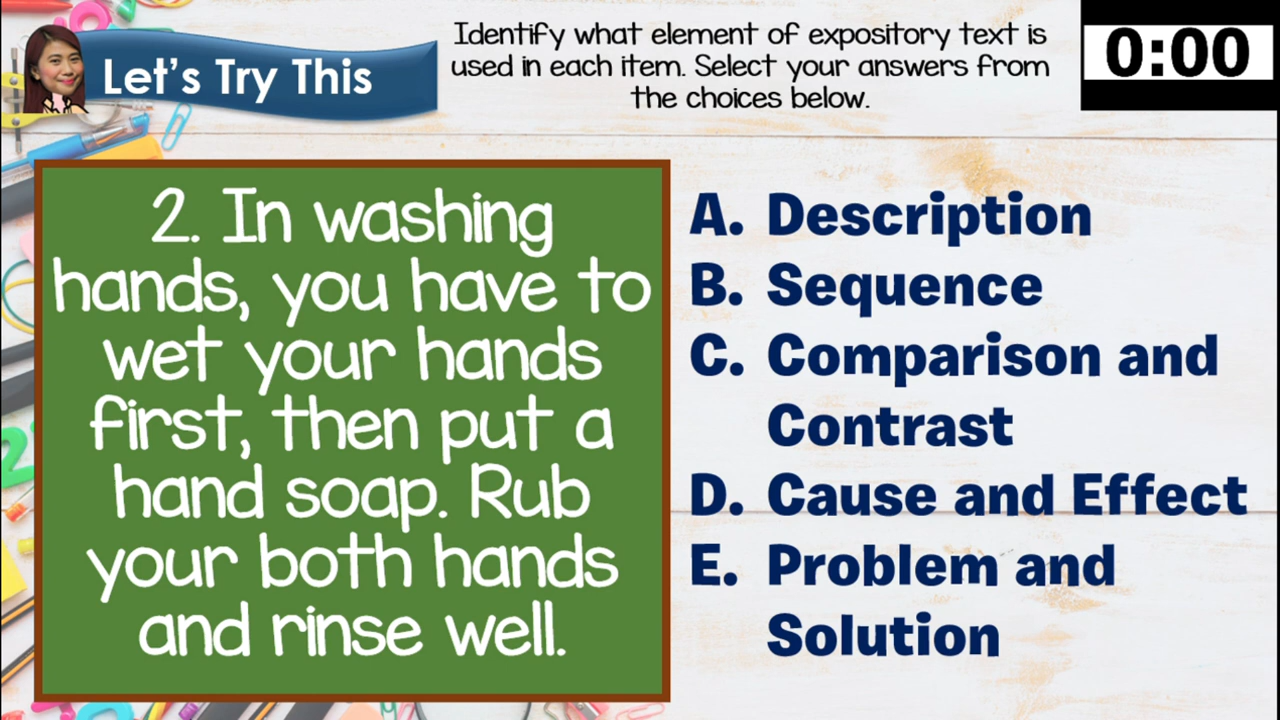 Let's Try This
Identify what element of expository text is
used in each item. Select your answers from
the choices below.
0:00
2. In washing
hands, you have to
wet your hands
first, then put a
hand soap. Rub
your both hands
and rinse well.
A. Description
B. Sequence
C. Comparison and
Contrast
D. Cause and Effect
E. Problem and
Solution